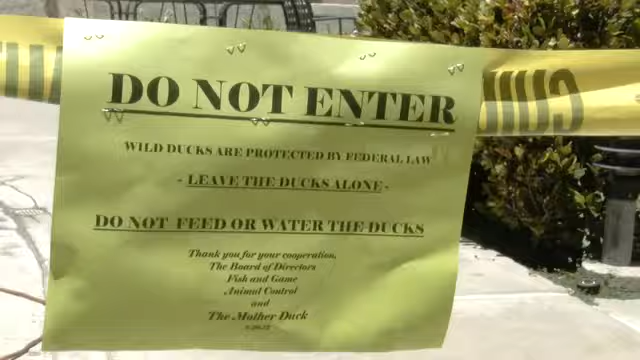 DO NOT ENTER
WILD DUCKS ARE PROTECTED BY FEDERAL LAW
- LEAVE THE DUCKS ALONE -
DO NOT FEED OR WATER THE DUCKS
Thank you for your cooperation,
The Board of Directors
Fish and Game
Animal Control
and
The Mother Duck